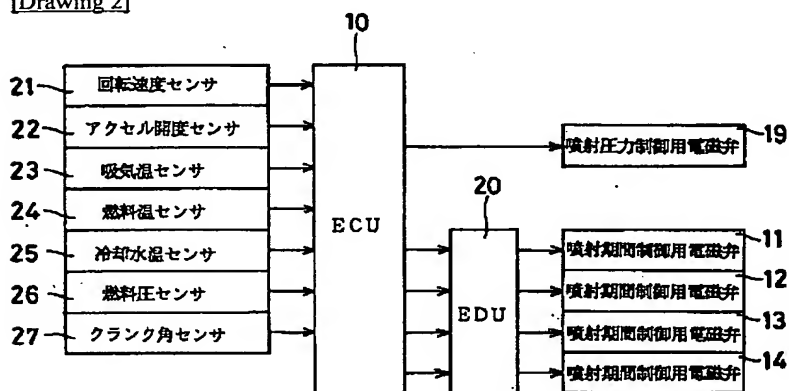 [Drawing 2]
10
21 回転速度センサ
22 アクセル開度センサ
23 吸気温センサ
24 燃料温センサ
25 冷却水温センサ
26 燃料圧センサ
27 クランク角センサ
ECU
噴射圧力制御用電磁弁 19
20
EDU
噴射期間制御用電磁弁 11
噴射期間制御用電磁弁 12
噴射期間制御用電磁弁 13
噴射期間制御用電磁弁 14